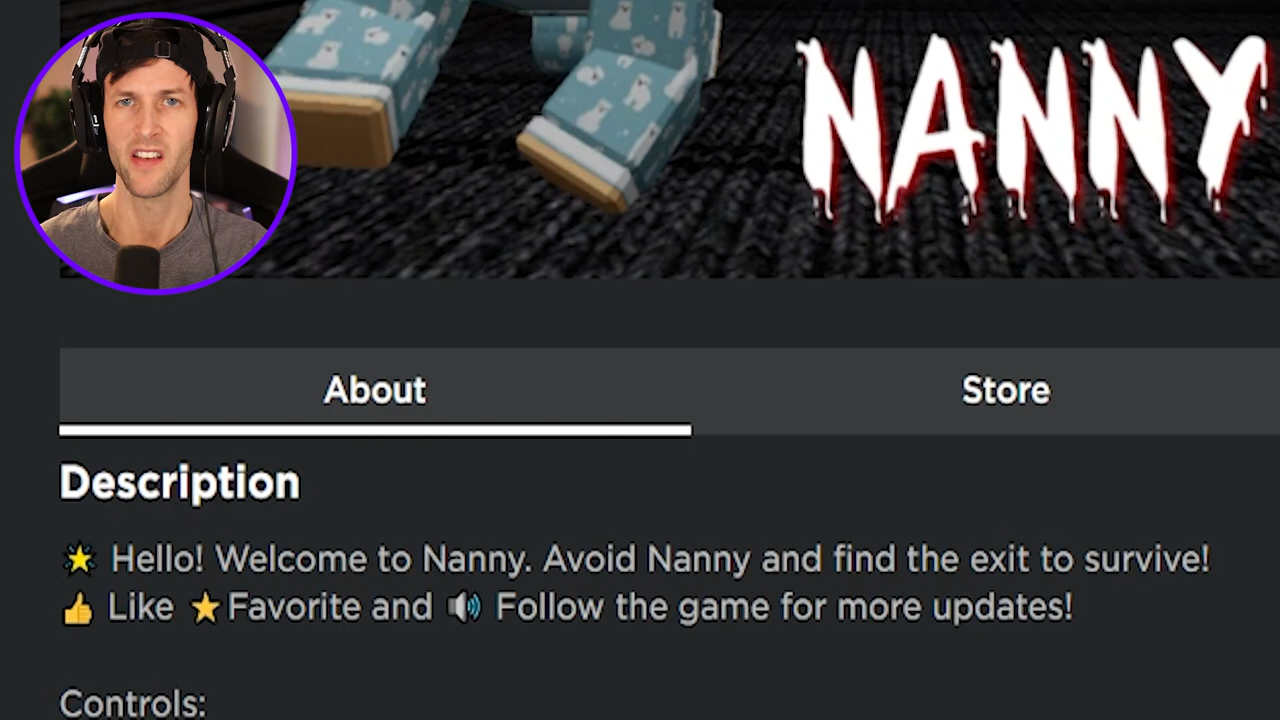 NANNY
About
Store
Description
🌟 Hello! Welcome to Nanny. Avoid Nanny and find the exit to survive!
👍 Like ⭐Favorite and 🔊 Follow the game for more updates!
Controls: